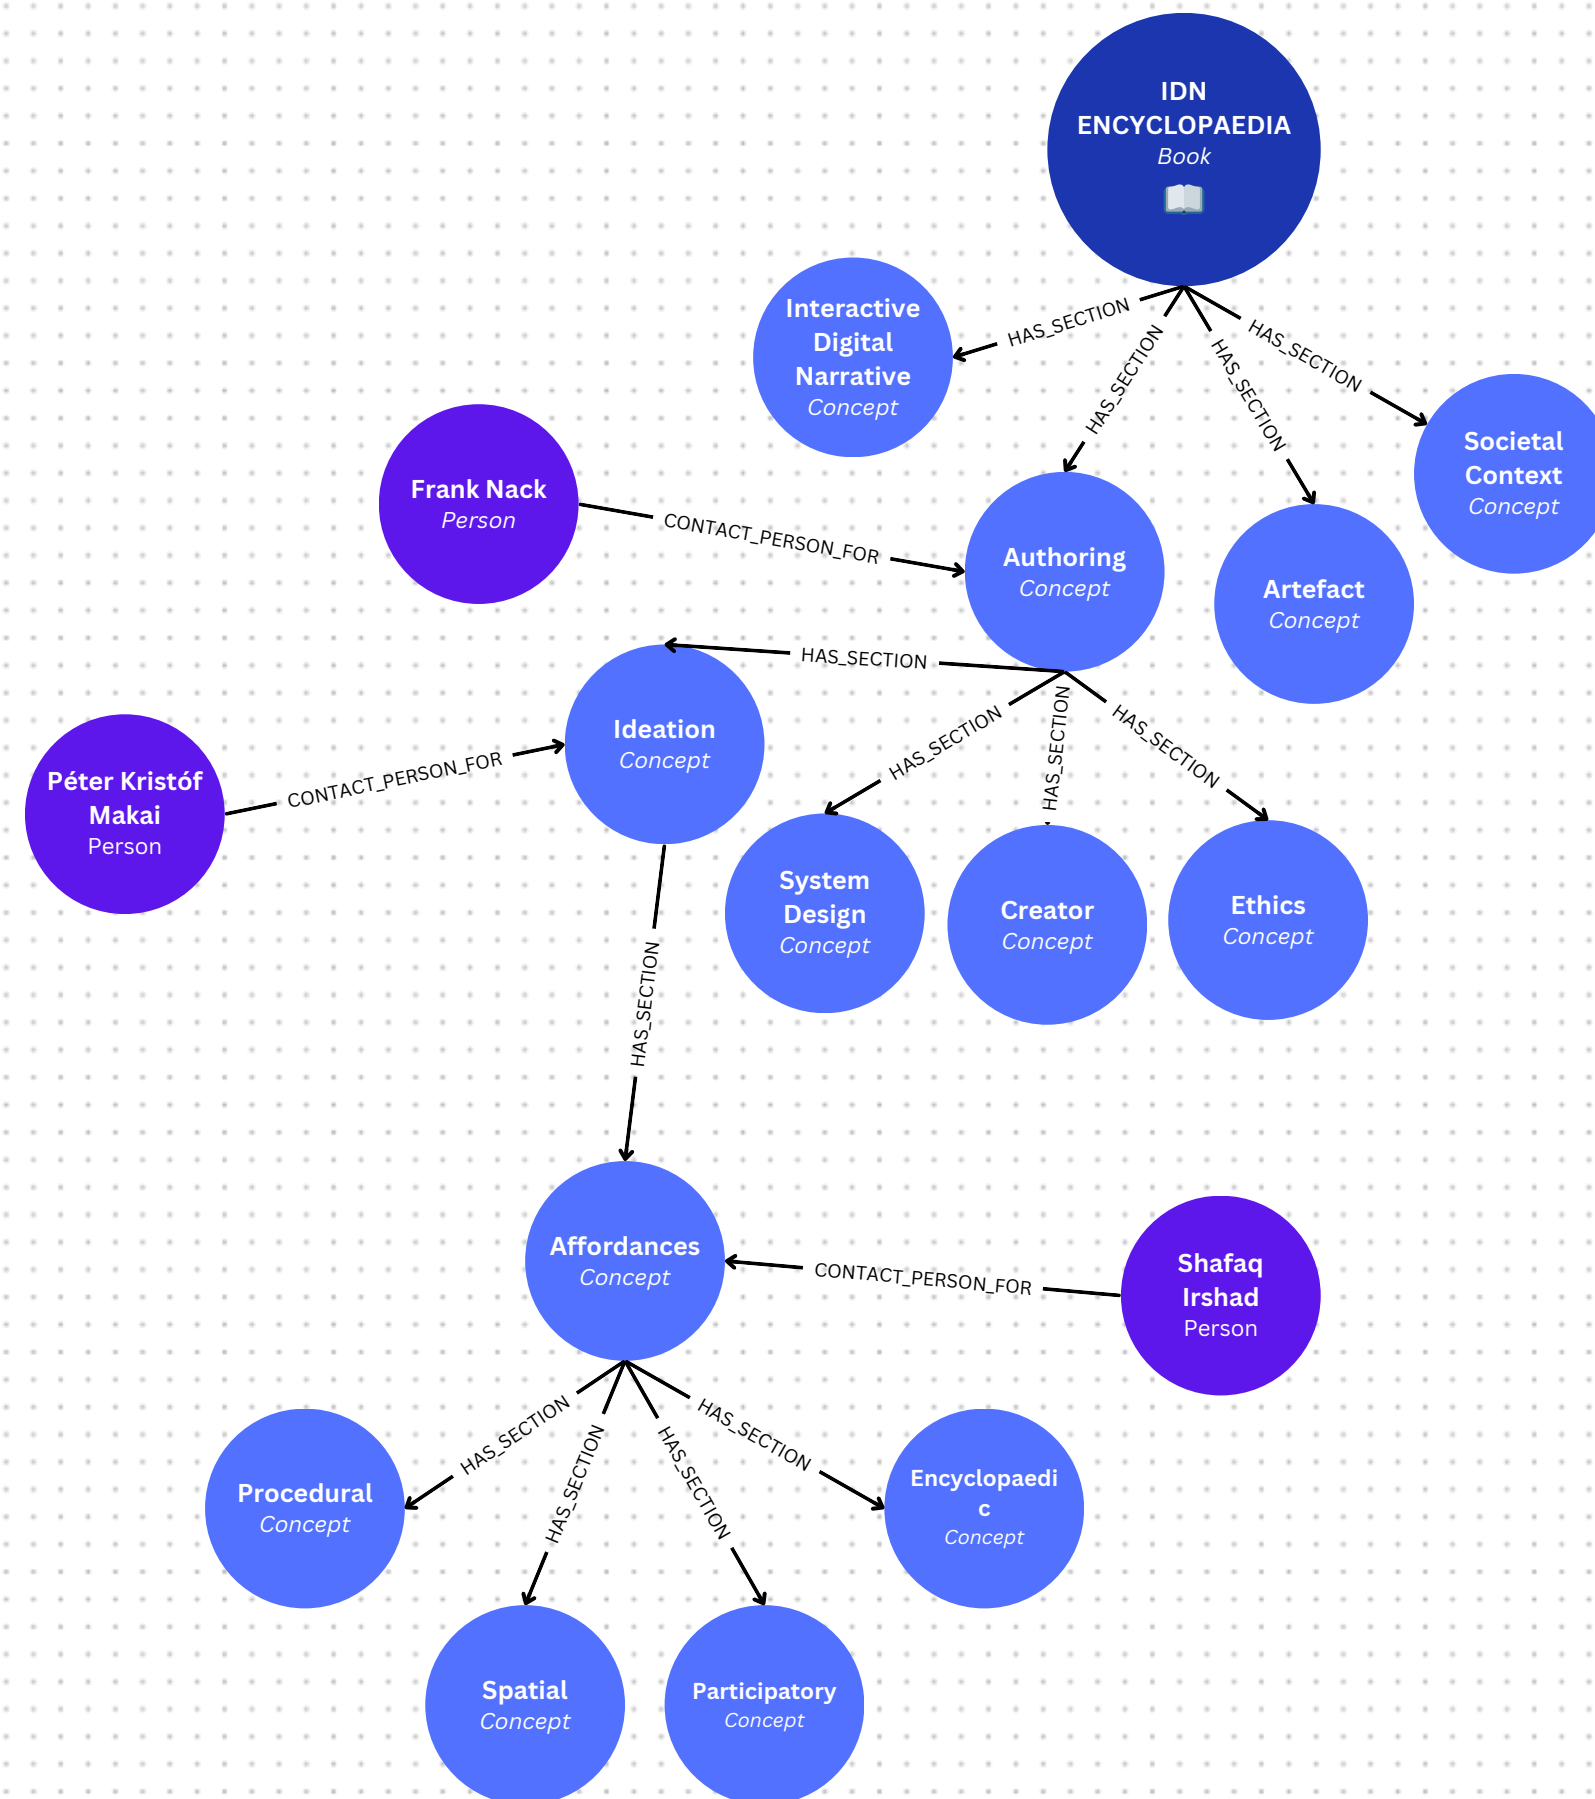 IDN
ENCYCLOPAEDIA
Book
HAS_SECTION
HAS_SECTION
HAS_SECTION
HAS_SECTION
Interactive
Digital
Narrative
Concept
Societal
Context
Concept
Frank Nack
Person
CONTACT_PERSON_FOR
Authoring
Concept
Artefact
Concept
HAS_SECTION
HAS_SECTION
HAS_SECTION
HAS_SECTION
Ideation
Concept
Péter Kristóf
Makai
Person
CONTACT_PERSON_FOR
System
Design
Concept
Creator
Concept
Ethics
Concept
HAS_SECTION
Affordances
Concept
CONTACT_PERSON_FOR
Shafaq
Irshad
Person
HAS_SECTION
HAS_SECTION
HAS_SECTION
HAS_SECTION
Procedural
Concept
Encyclopaedi
c
Concept
Spatial
Concept
Participatory
Concept